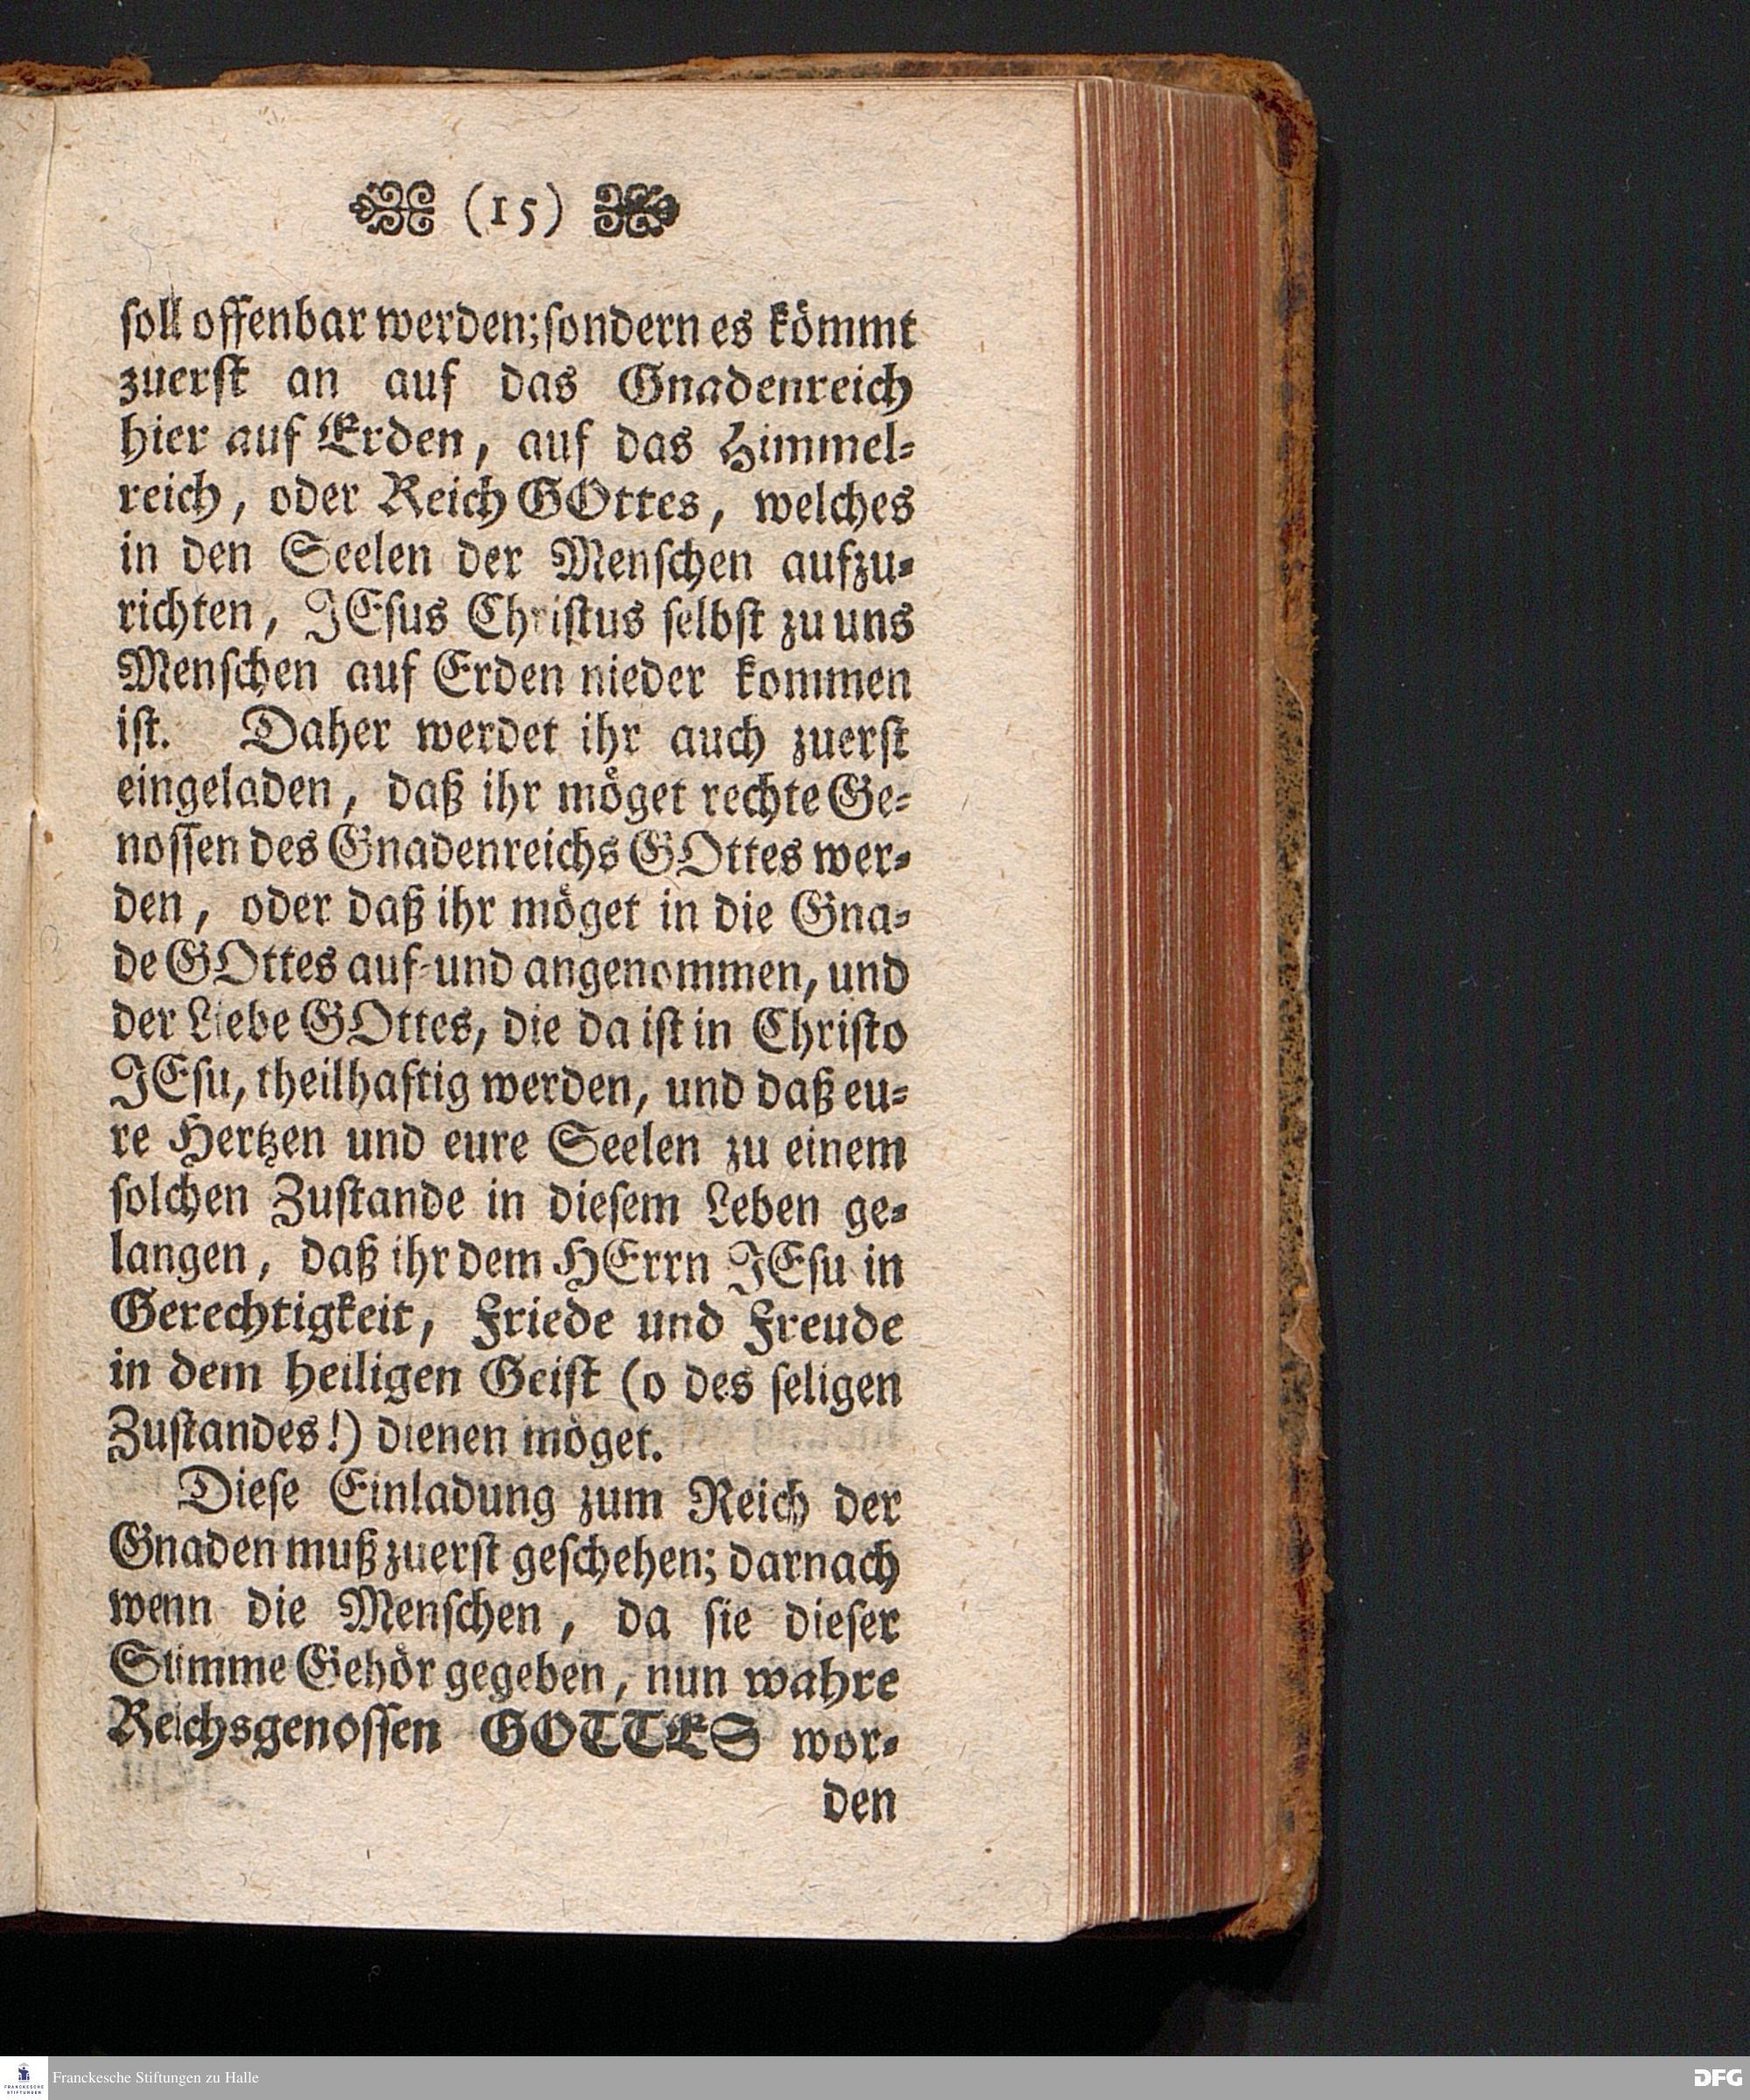 (15)
soll offenbar werden; sondern es kömmt
zuerst an auf das Gnadenreich
hier auf Erden, auf das Himmel-
reich, oder Reich GOttes, welches
in den Seelen der Menschen aufzu-
richten, JEsus Christus selbst zu uns
Menschen auf Erden nieder kommen
ist. Daher werdet ihr auch zuerst
eingeladen, daß ihr möget rechte Ge-
nossen des Gnadenreichs GOttes wer-
den, oder daß ihr möget in die Gna-
de GOttes auf-und angenommen, und
der Liebe GOttes, die da ist in Christo
JEsu, theilhaftig werden, und daß eu-
re Hertzen und eure Seelen zu einem
solchen Zustande in diesem Leben ge-
langen, daß ihr dem HErrn JEsu in
Gerechtigkeit, Friede und Freude
in dem heiligen Geist (o des seligen
Zustandes!) dienen möget.
Diese Einladung zum Reich der
Gnaden muß zuerst geschehen; darnach
wenn die Menschen, da sie dieser
Stimme Gehör gegeben, nun wahre
Reichsgenossen GOTTES wor-
den
FRANCKESCHE
STIFTUNGEN
Franckesche Stiftungen zu Halle
DFG